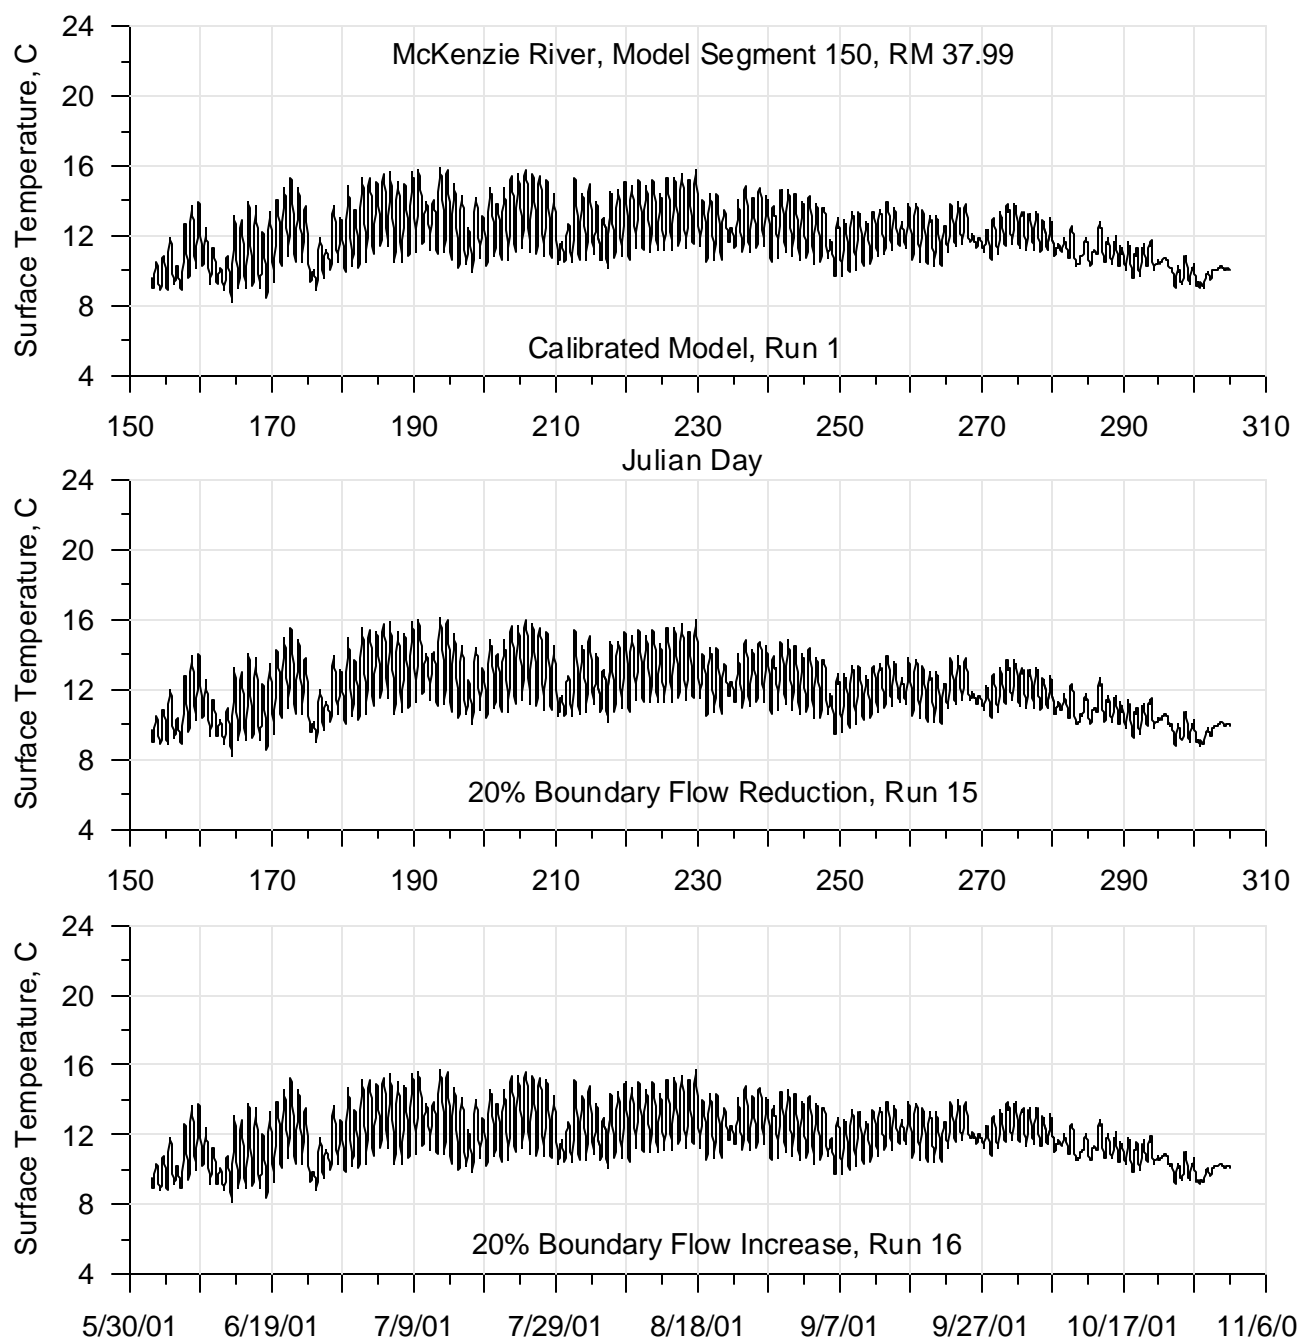 24
McKenzie River, Model Segment 150, RM 37.99
20
16
12
8
4
Surface Temperature, C
Calibrated Model, Run 1
150 170 190 210 230 250 270 290 310
Julian Day
24
20
16
12
8
4
Surface Temperature, C
20% Boundary Flow Reduction, Run 15
150 170 190 210 230 250 270 290 310
24
20
16
12
8
4
Surface Temperature, C
20% Boundary Flow Increase, Run 16
5/30/01 6/19/01 7/9/01 7/29/01 8/18/01 9/7/01 9/27/01 10/17/01 11/6/0